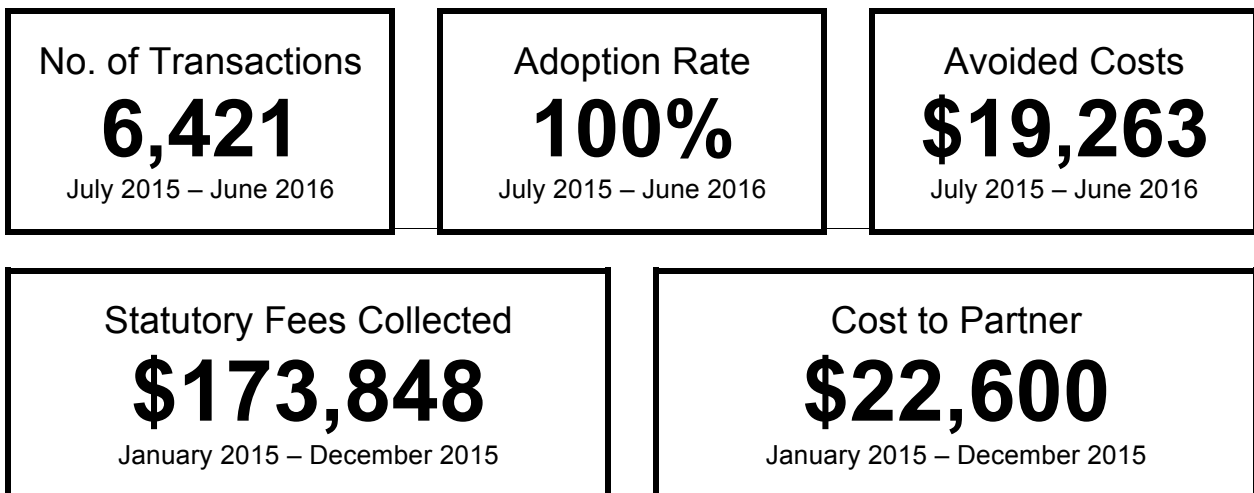 No. of Transactions
6,421
July 2015 – June 2016
Adoption Rate
100%
July 2015 – June 2016
Avoided Costs
$19,263
July 2015 – June 2016
Statutory Fees Collected
$173,848
January 2015 – December 2015
Cost to Partner
$22,600
January 2015 – December 2015